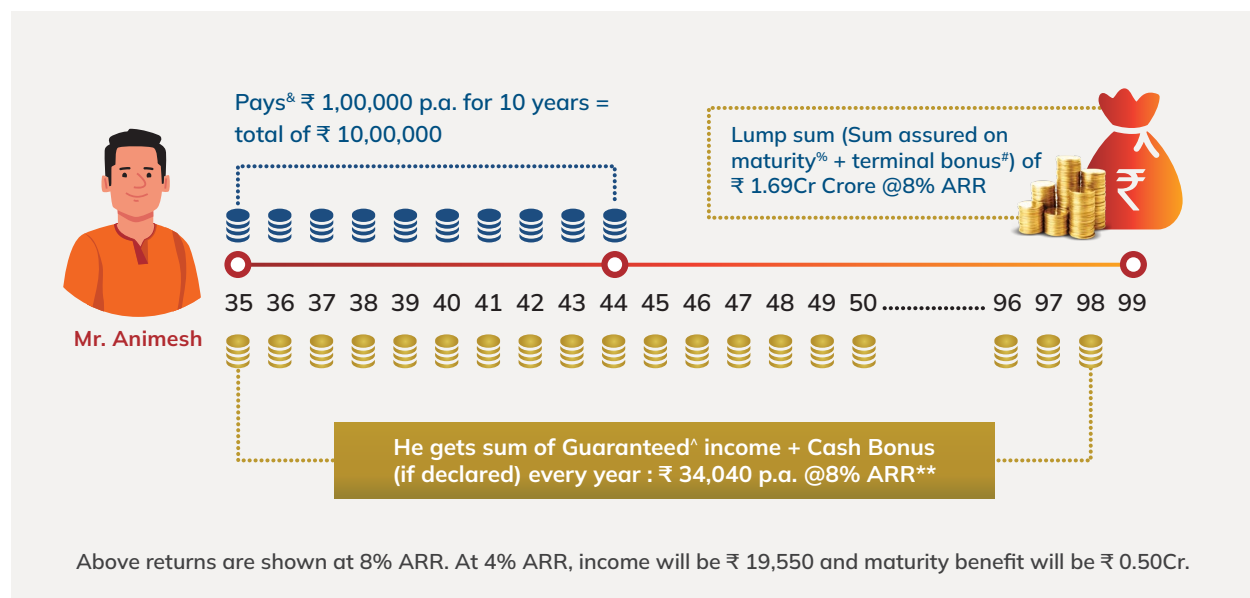 Pays& ₹ 1,00,000 p.a. for 10 years =
total of ₹ 10,00,000
Lump sum (Sum assured on
maturity% + terminal bonus#) of
₹ 1.69Cr Crore @8% ARR
₹
35 36 37 38 39 40 41 42 43 44 45 46 47 48 49 50................. 96 97 98 99
Mr. Animesh
He gets sum of Guaranteed^ income + Cash Bonus
(if declared) every year : ₹ 34,040 p.a. @8% ARR**
Above returns are shown at 8% ARR. At 4% ARR, income will be ₹ 19,550 and maturity benefit will be ₹ 0.50Cr.